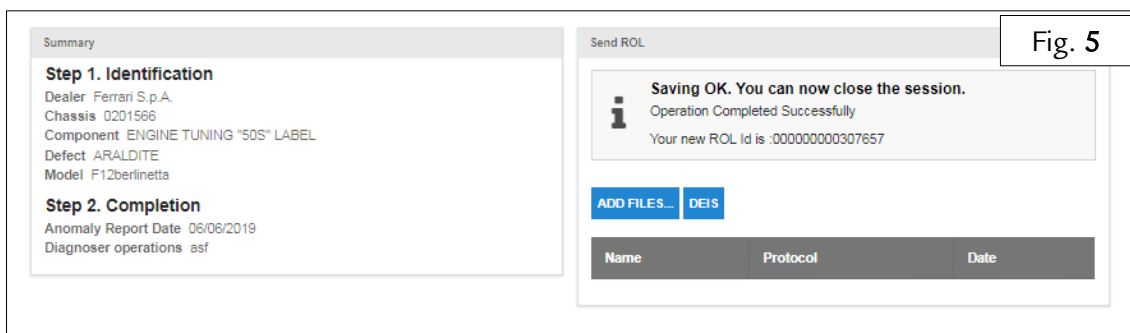 Fig. 5
Summary
Step 1. Identification
Dealer Ferrari S.p.A.
Chassis 0201566
Component ENGINE TUNING "50S" LABEL
Defect ARALDITE
Model F12berlinetta
Step 2. Completion
Anomaly Report Date 06/06/2019
Diagnoser operations asf
Send ROL
Saving OK. You can now close the session.
Operation Completed Successfully
Your new ROL Id is :000000000307657
ADD FILES... DEIS
Name Protocol Date